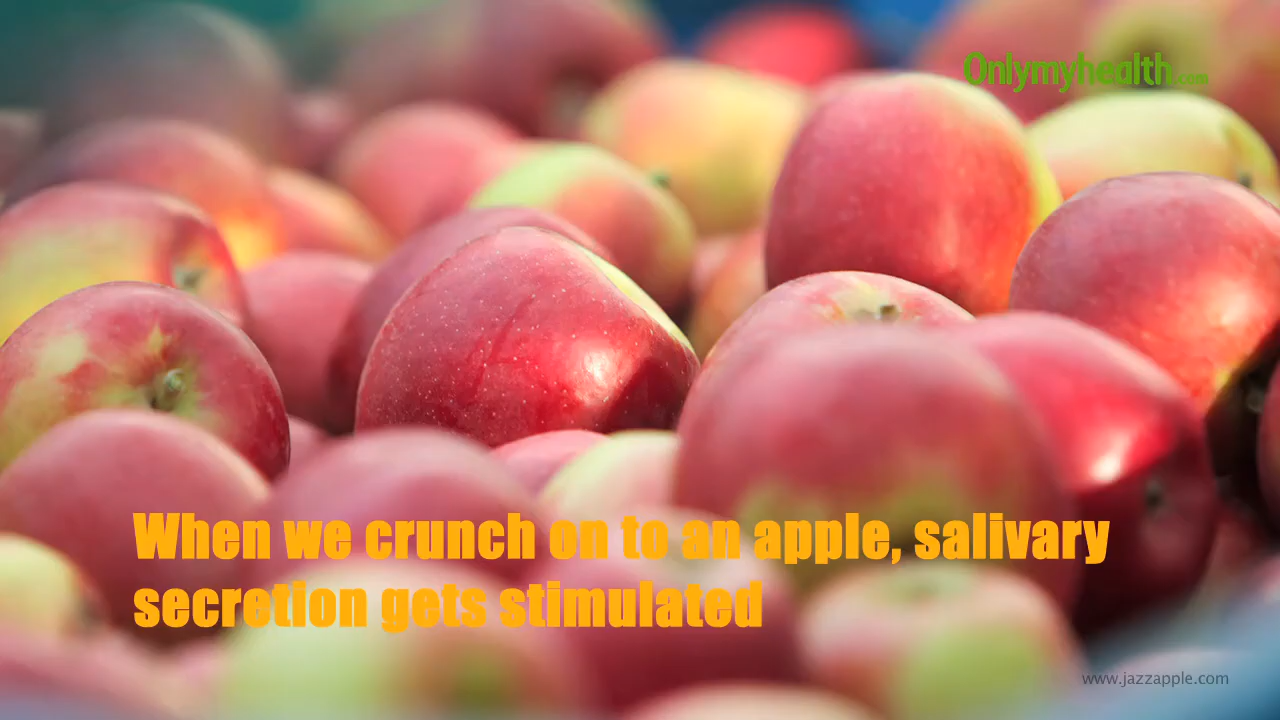 Onlymyhealth.com
When we crunch on to an apple, salivary
secretion gets stimulated
www.jazzapple.com